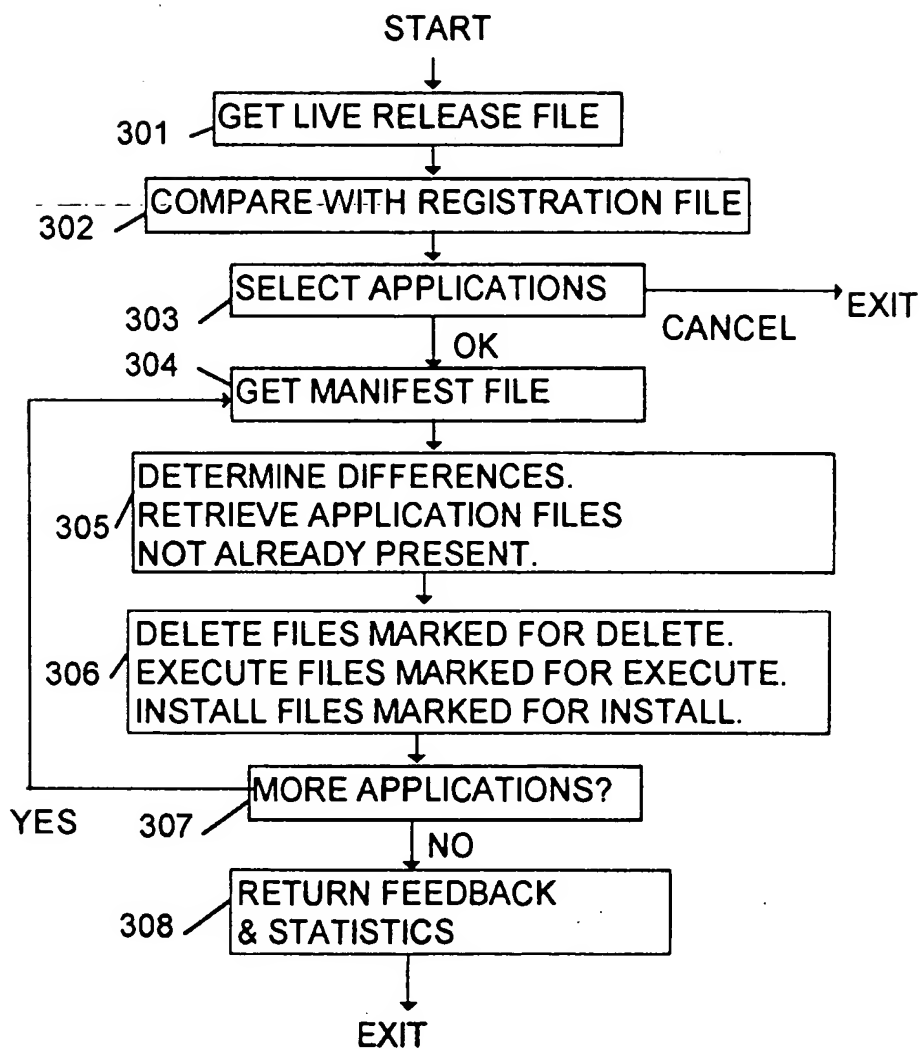 START
301 GET LIVE RELEASE FILE
302 COMPARE WITH REGISTRATION FILE
303 SELECT APPLICATIONS
EXIT
CANCEL
OK
304 GET MANIFEST FILE
305 DETERMINE DIFFERENCES.
RETRIEVE APPLICATION FILES
NOT ALREADY PRESENT.
306 DELETE FILES MARKED FOR DELETE.
EXECUTE FILES MARKED FOR EXECUTE.
INSTALL FILES MARKED FOR INSTALL.
307 MORE APPLICATIONS?
YES
NO
308 RETURN FEEDBACK
& STATISTICS
EXIT